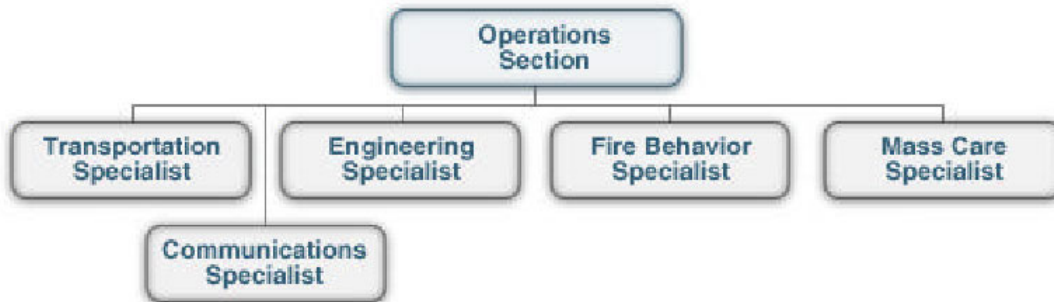 Operations
Section
Transportation
Specialist
Engineering
Specialist
Fire Behavior
Specialist
Mass Care
Specialist
Communications
Specialist